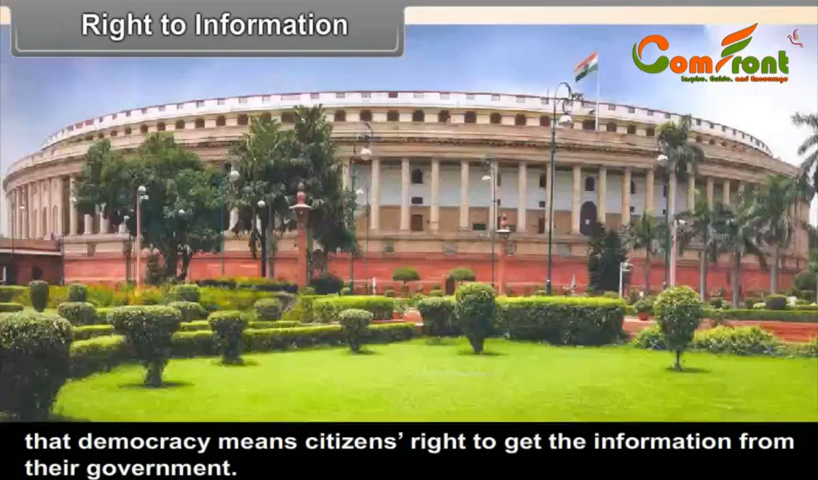 Right to Information
Comfront
Inspire. Guide. and Encourage
that democracy means citizens' right to get the information from
their government.